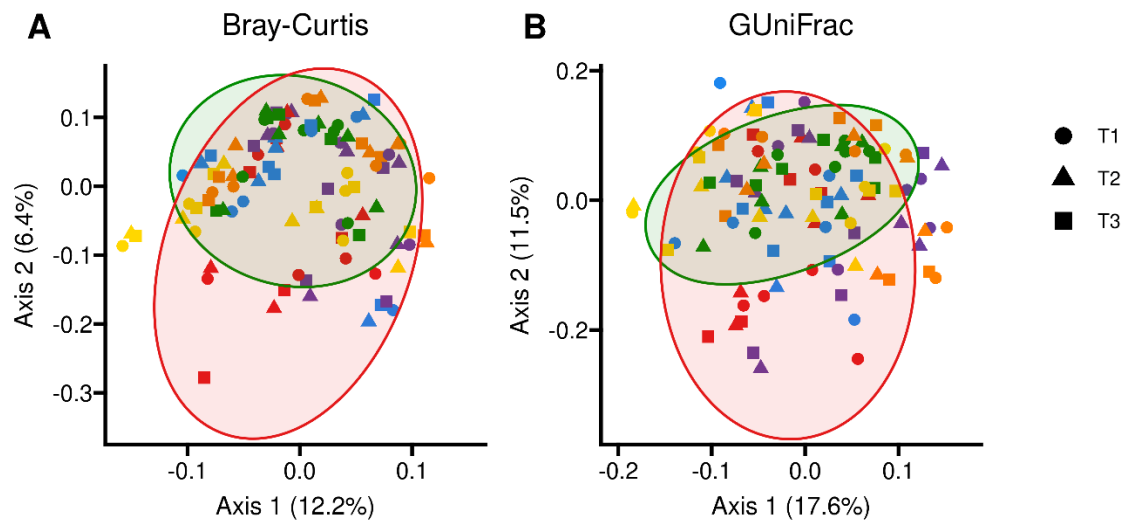 A
Bray-Curtis
B
GUniFrac
Axis 2 (6.4%)
0.1
0.0
-0.1
-0.2
-0.3
-0.1
0.0
0.1
Axis 1 (12.2%)
Axis 2 (11.5%)
0.2
0.0
-0.2
-0.2
-0.1
0.0
0.1
Axis 1 (17.6%)
T1
T2
T3